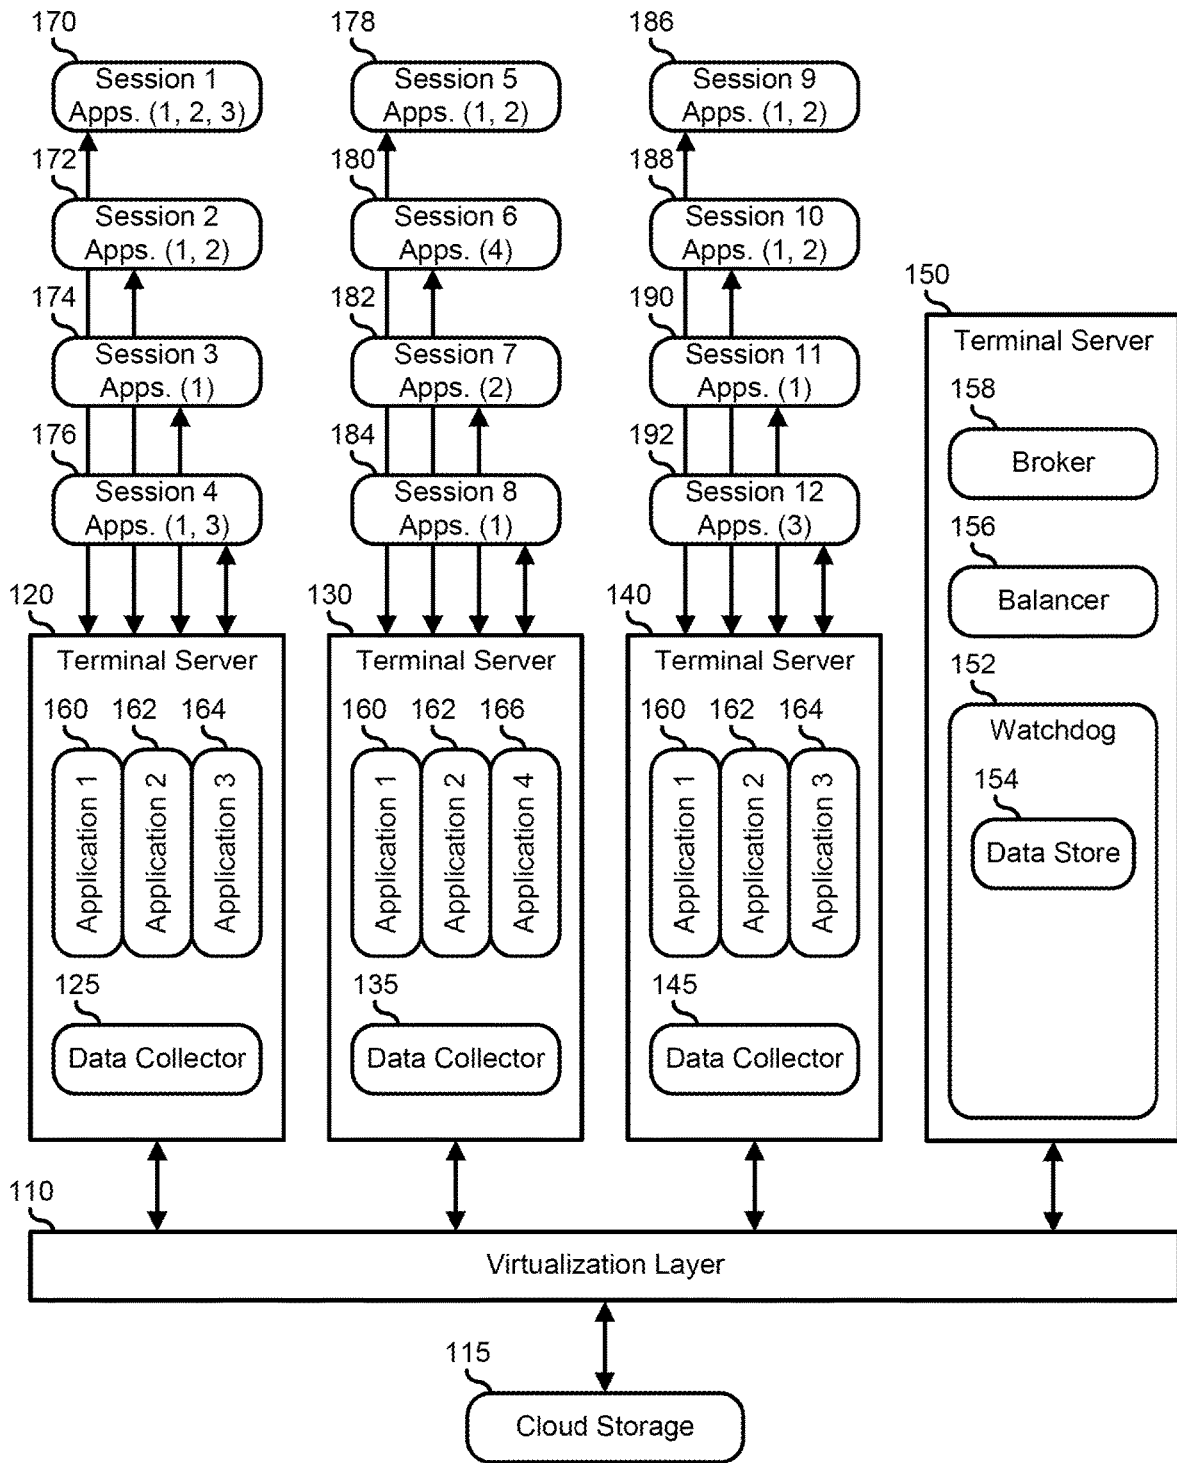 170
Session 1
Apps. (1, 2, 3)
172
Session 2
Apps. (1, 2)
174
Session 3
Apps. (1)
176
Session 4
Apps. (1, 3)
178
Session 5
Apps. (1, 2)
180
Session 6
Apps. (4)
182
Session 7
Apps. (2)
184
Session 8
Apps. (1)
186
Session 9
Apps. (1, 2)
188
Session 10
Apps. (1, 2)
190
Session 11
Apps. (1)
192
Session 12
Apps. (3)
120
Terminal Server
160 162 164
Application 1
Application 2
Application 3
125
Data Collector
130
Terminal Server
160 162 166
Application 1
Application 2
Application 4
135
Data Collector
140
Terminal Server
160 162 164
Application 1
Application 2
Application 3
145
Data Collector
150
Terminal Server
158
Broker
156
Balancer
152
Watchdog
154
Data Store
110
Virtualization Layer
115
Cloud Storage